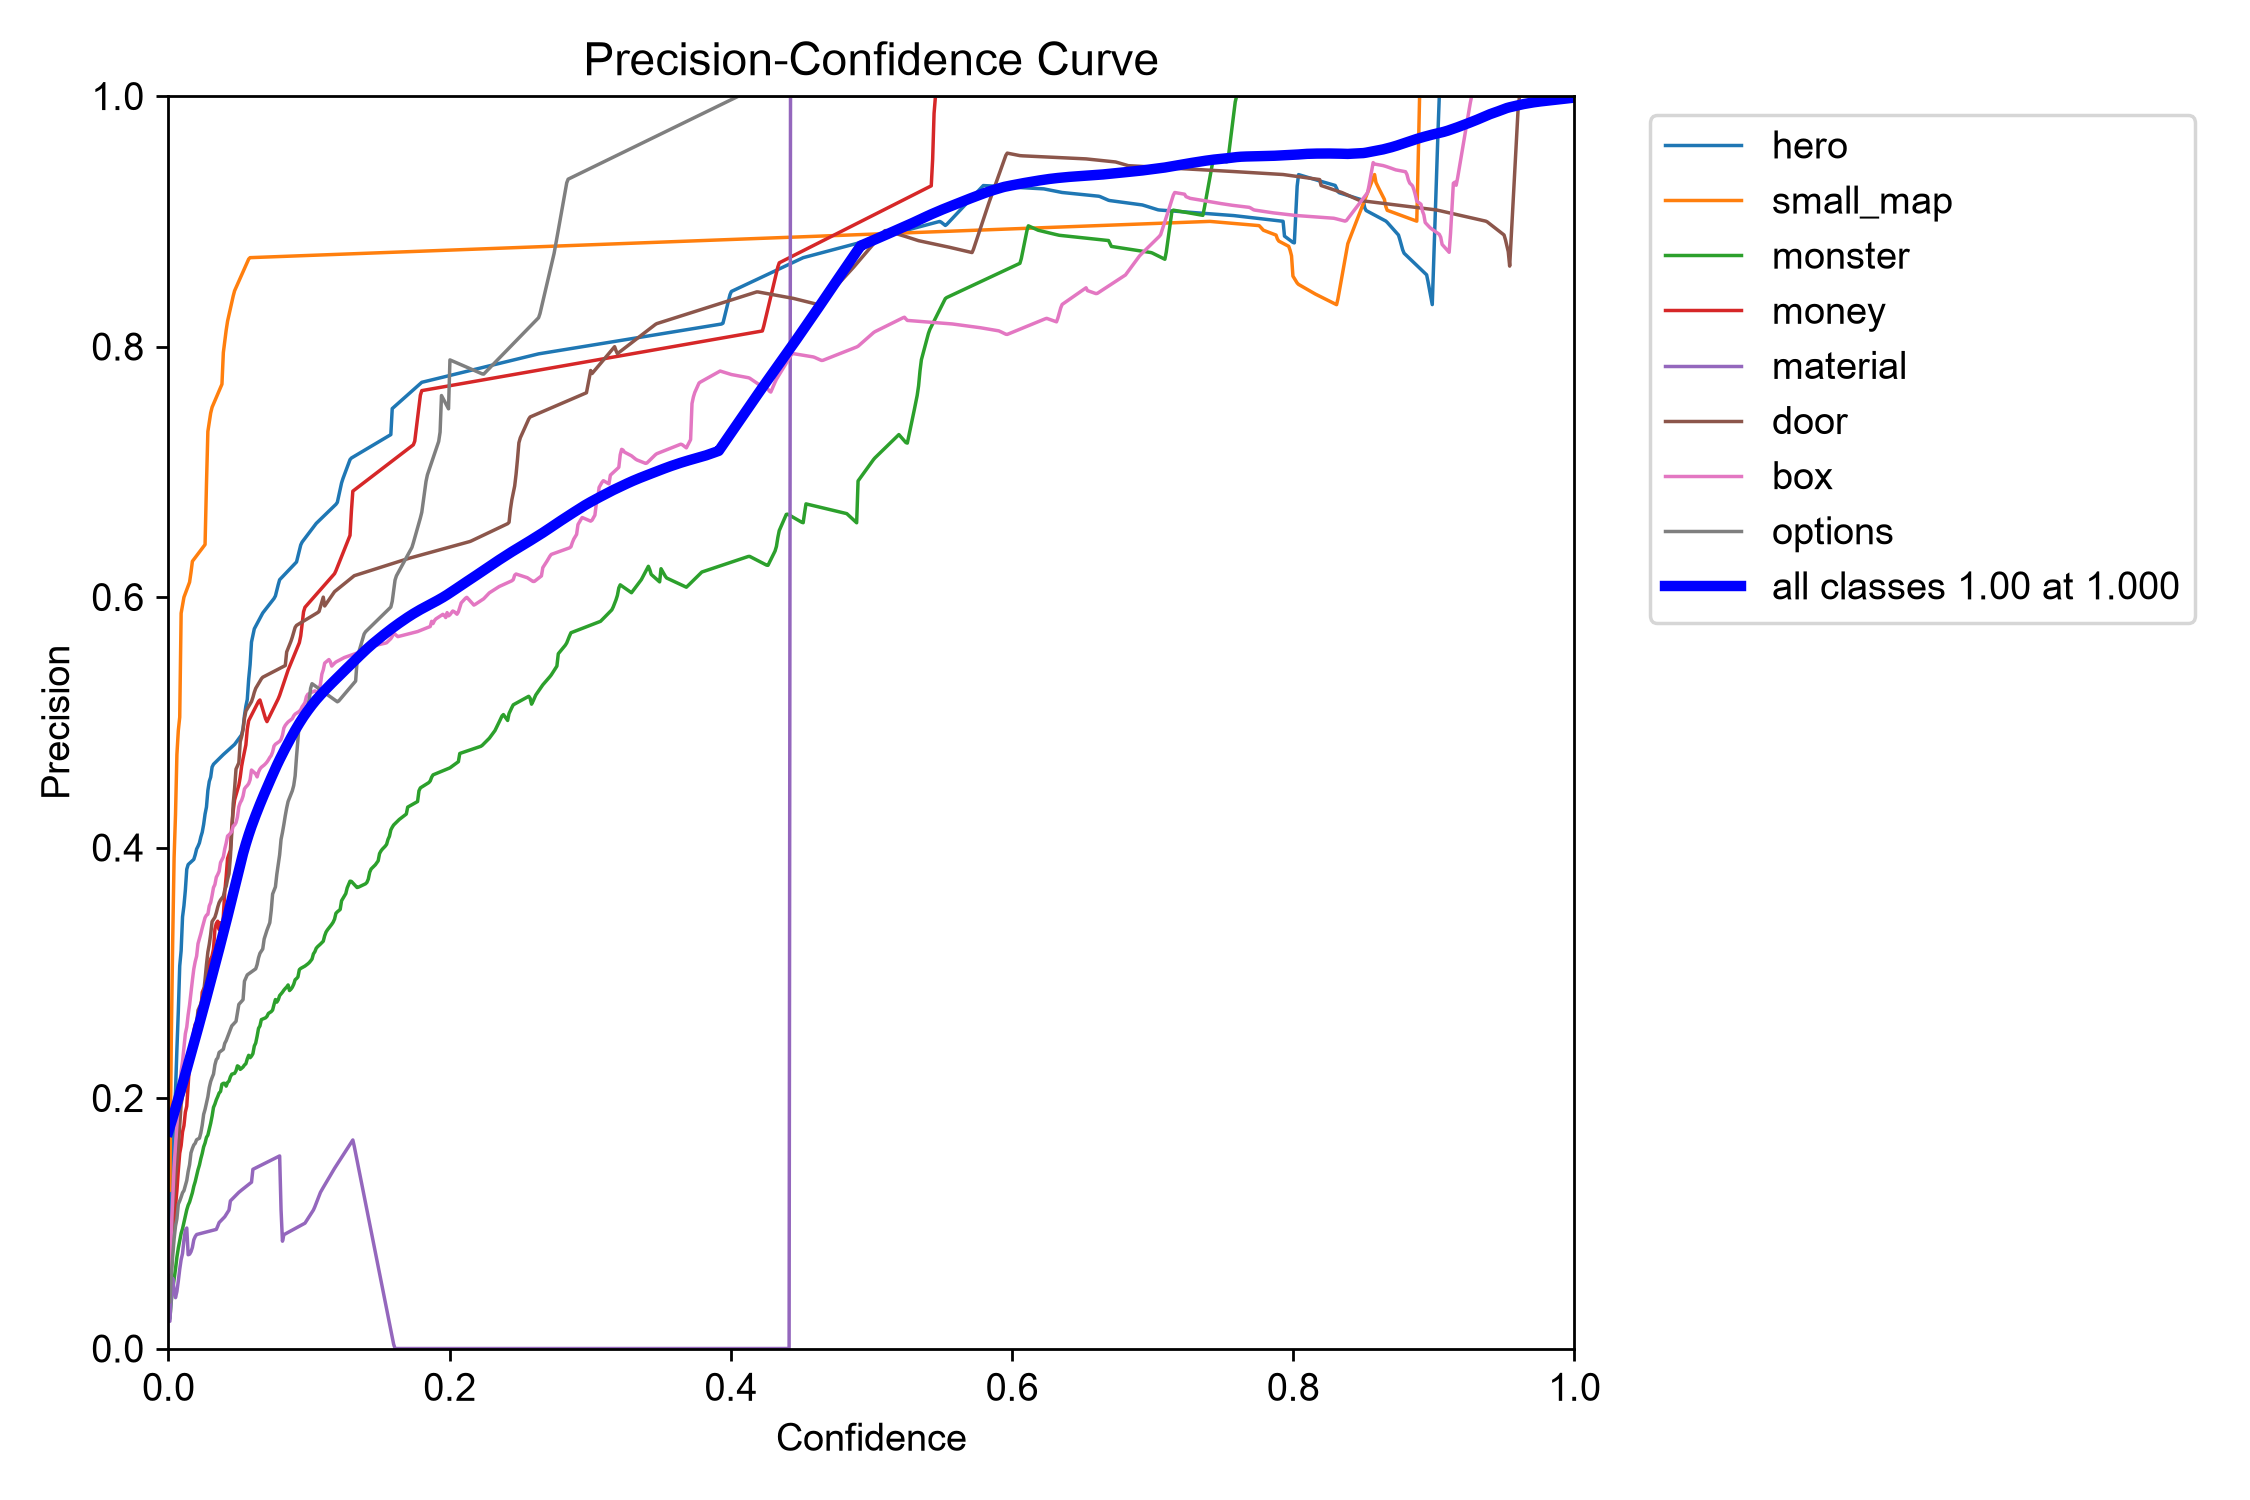 Precision-Confidence Curve
1.0
0.8
0.6
0.4
0.2
0.0
Precision
0.0 0.2 0.4 0.6 0.8 1.0
Confidence
hero
small_map
monster
money
material
door
box
options
all classes 1.00 at 1.000